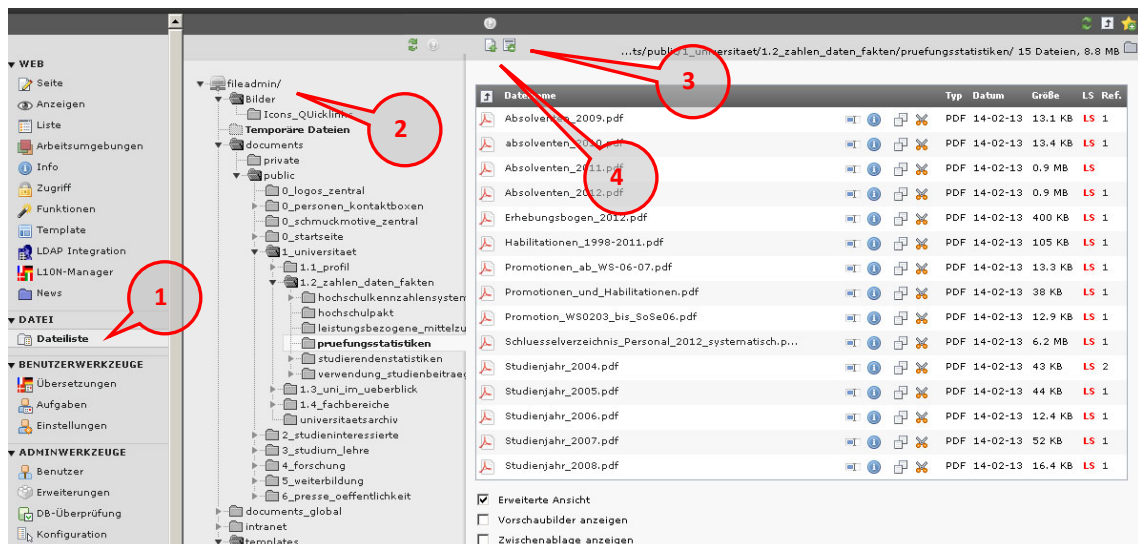 ...ts/public/1_universitaet/1.2_zahlen_daten_fakten/pruefungsstatistiken/ 15 Dateien, 8.8 MB
WEB
Seite
Anzeigen
Liste
Arbeitsumgebungen
Info
Zugriff
Funktionen
Template
LDAP Integration
L10N-Manager
News
DATEI
Dateiliste
BENUTZERWERKZEUGE
Übersetzungen
Aufgaben
Einstellungen
ADMINWERKZEUGE
Benutzer
Erweiterungen
DB-Überprüfung
Konfiguration
1
fileadmin/
Bilder
Icons_QUicklinks
Temporäre Dateien
documents
private
public
0_logos_zentral
0_personen_kontaktboxen
0_schmuckmotive_zentral
0_startseite
1_universitaet
1.1_profil
1.2_zahlen_daten_fakten
hochschulkennzahlensystem
hochschulpakt
leistungsbezogene_mittelzu
pruefungsstatistiken
studierendenstatistiken
verwendung_studienbeitraeg
1.3_uni_im_ueberblick
1.4_fachbereiche
universitaetsarchiv
2_studieninteressierte
3_studium_lehre
4_forschung
5_weiterbildung
6_presse_oeffentlichkeit
documents_global
intranet
templates
2
3
4
Dateiname Typ Datum Größe LS Ref.
Absolventen_2009.pdf PDF 14-02-13 13.1 KB LS 1
absolventen_2010.pdf PDF 14-02-13 13.4 KB LS 1
Absolventen_2011.pdf PDF 14-02-13 0.9 MB LS
Absolventen_2012.pdf PDF 14-02-13 0.9 MB LS 1
Erhebungsbogen_2012.pdf PDF 14-02-13 400 KB LS 1
Habilitationen_1998-2011.pdf PDF 14-02-13 105 KB LS 1
Promotionen_ab_WS-06-07.pdf PDF 14-02-13 13.3 KB LS 1
Promotionen_und_Habilitationen.pdf PDF 14-02-13 38 KB LS 1
Promotion_WS0203_bis_SoSe06.pdf PDF 14-02-13 12.9 KB LS 1
Schluesselverzeichnis_Personal_2012_systematisch.p... PDF 14-02-13 6.2 MB LS 1
Studienjahr_2004.pdf PDF 14-02-13 43 KB LS 2
Studienjahr_2005.pdf PDF 14-02-13 44 KB LS 1
Studienjahr_2006.pdf PDF 14-02-13 12.4 KB LS 1
Studienjahr_2007.pdf PDF 14-02-13 52 KB LS 1
Studienjahr_2008.pdf PDF 14-02-13 16.4 KB LS 1
Erweiterte Ansicht
Vorschaubilder anzeigen
Zwischenablage anzeigen